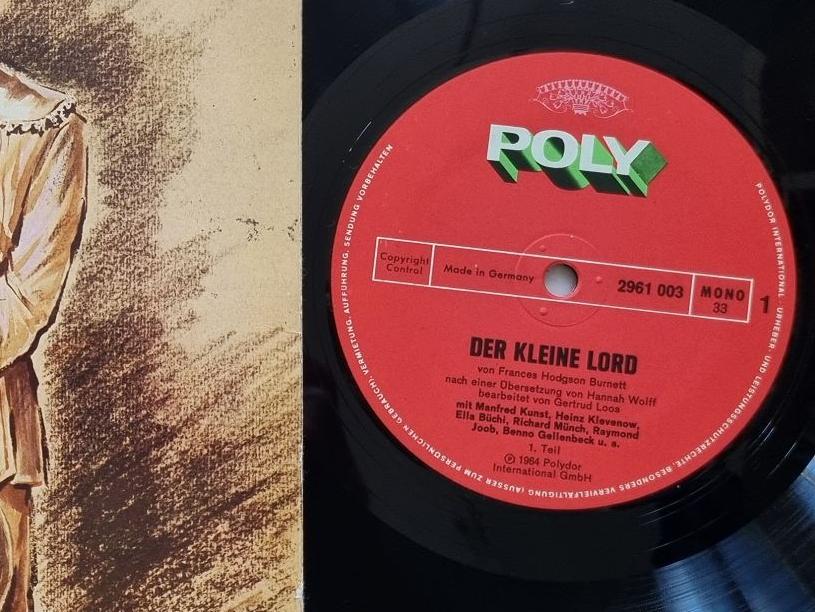 POLY
Copyright
Control
Made in Germany
2961 003
MONO
33
1
DER KLEINE LORD
von Frances Hodgson Burnett
nach einer Übersetzung von Hannah Wolff
bearbeitet von Gertrud Loos
mit Manfred Kunst, Heinz Klevenow,
Ella Büchi, Richard Münch, Raymond
Joob, Benno Gellenbeck u. a.
1. Teil
Ⓟ 1964 Polydor
International GmbH
POLYDOR INTERNATIONAL · URHEBER- UND LEISTUNGSSCHUTZRECHTE, BESONDERS VERVIELFÄLTIGUNG (AUSSER ZUM PERSÖNLICHEN GEBRAUCH), VERMIETUNG, AUFFÜHRUNG, SENDUNG VORBEHALTEN